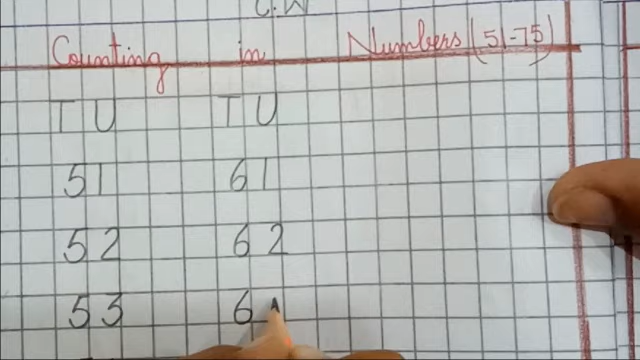 C.W
Counting in Numbers (51-75)
T U T U
51 61
52 62
53 6